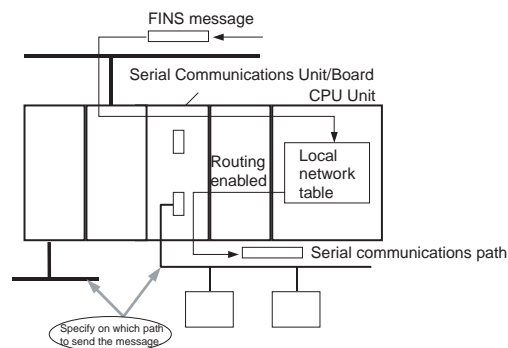 FINS message
Serial Communications Unit/Board
CPU Unit
Routing
enabled
Local
network
table
Serial communications path
Specify on which path
to send the message.